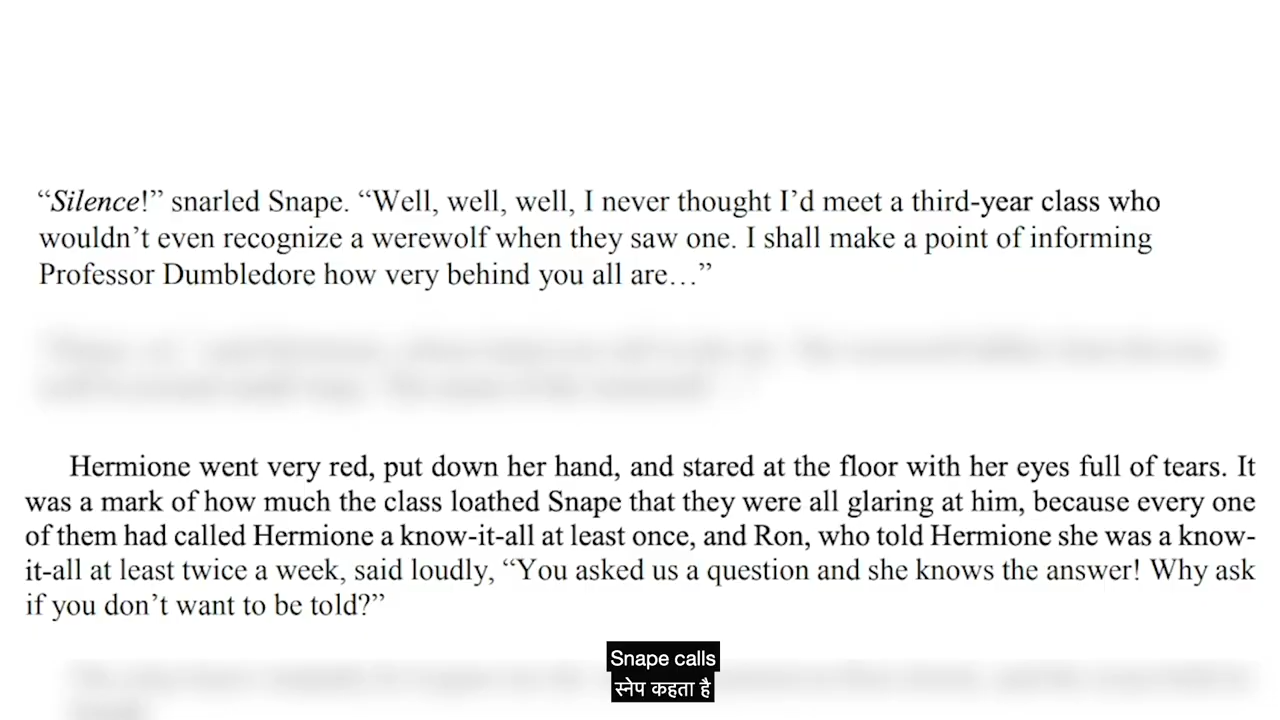 “Silence!” snarled Snape. “Well, well, well, I never thought I’d meet a third-year class who
wouldn’t even recognize a werewolf when they saw one. I shall make a point of informing
Professor Dumbledore how very behind you all are…”
Hermione went very red, put down her hand, and stared at the floor with her eyes full of tears. It
was a mark of how much the class loathed Snape that they were all glaring at him, because every one
of them had called Hermione a know-it-all at least once, and Ron, who told Hermione she was a know-
it-all at least twice a week, said loudly, “You asked us a question and she knows the answer! Why ask
if you don’t want to be told?”
Snape calls
स्नेप कहता है